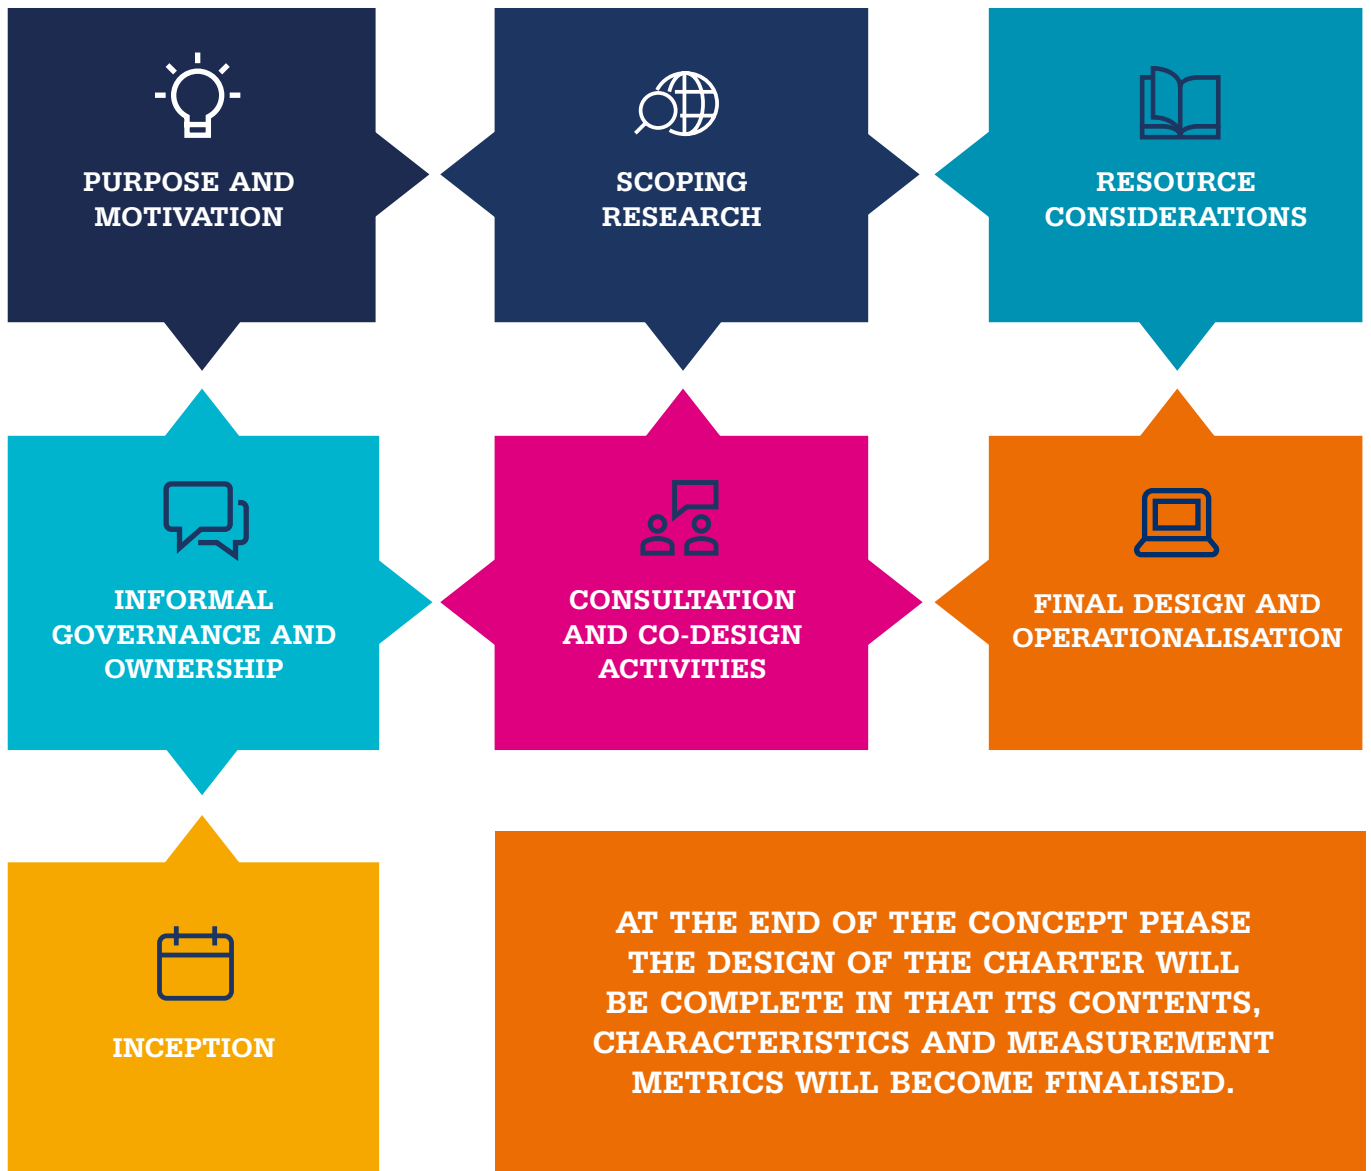 PURPOSE AND
MOTIVATION
SCOPING
RESEARCH
RESOURCE
CONSIDERATIONS
INFORMAL
GOVERNANCE AND
OWNERSHIP
CONSULTATION
AND CO-DESIGN
ACTIVITIES
FINAL DESIGN AND
OPERATIONALISATION
INCEPTION
AT THE END OF THE CONCEPT PHASE
THE DESIGN OF THE CHARTER WILL
BE COMPLETE IN THAT ITS CONTENTS,
CHARACTERISTICS AND MEASUREMENT
METRICS WILL BECOME FINALISED.